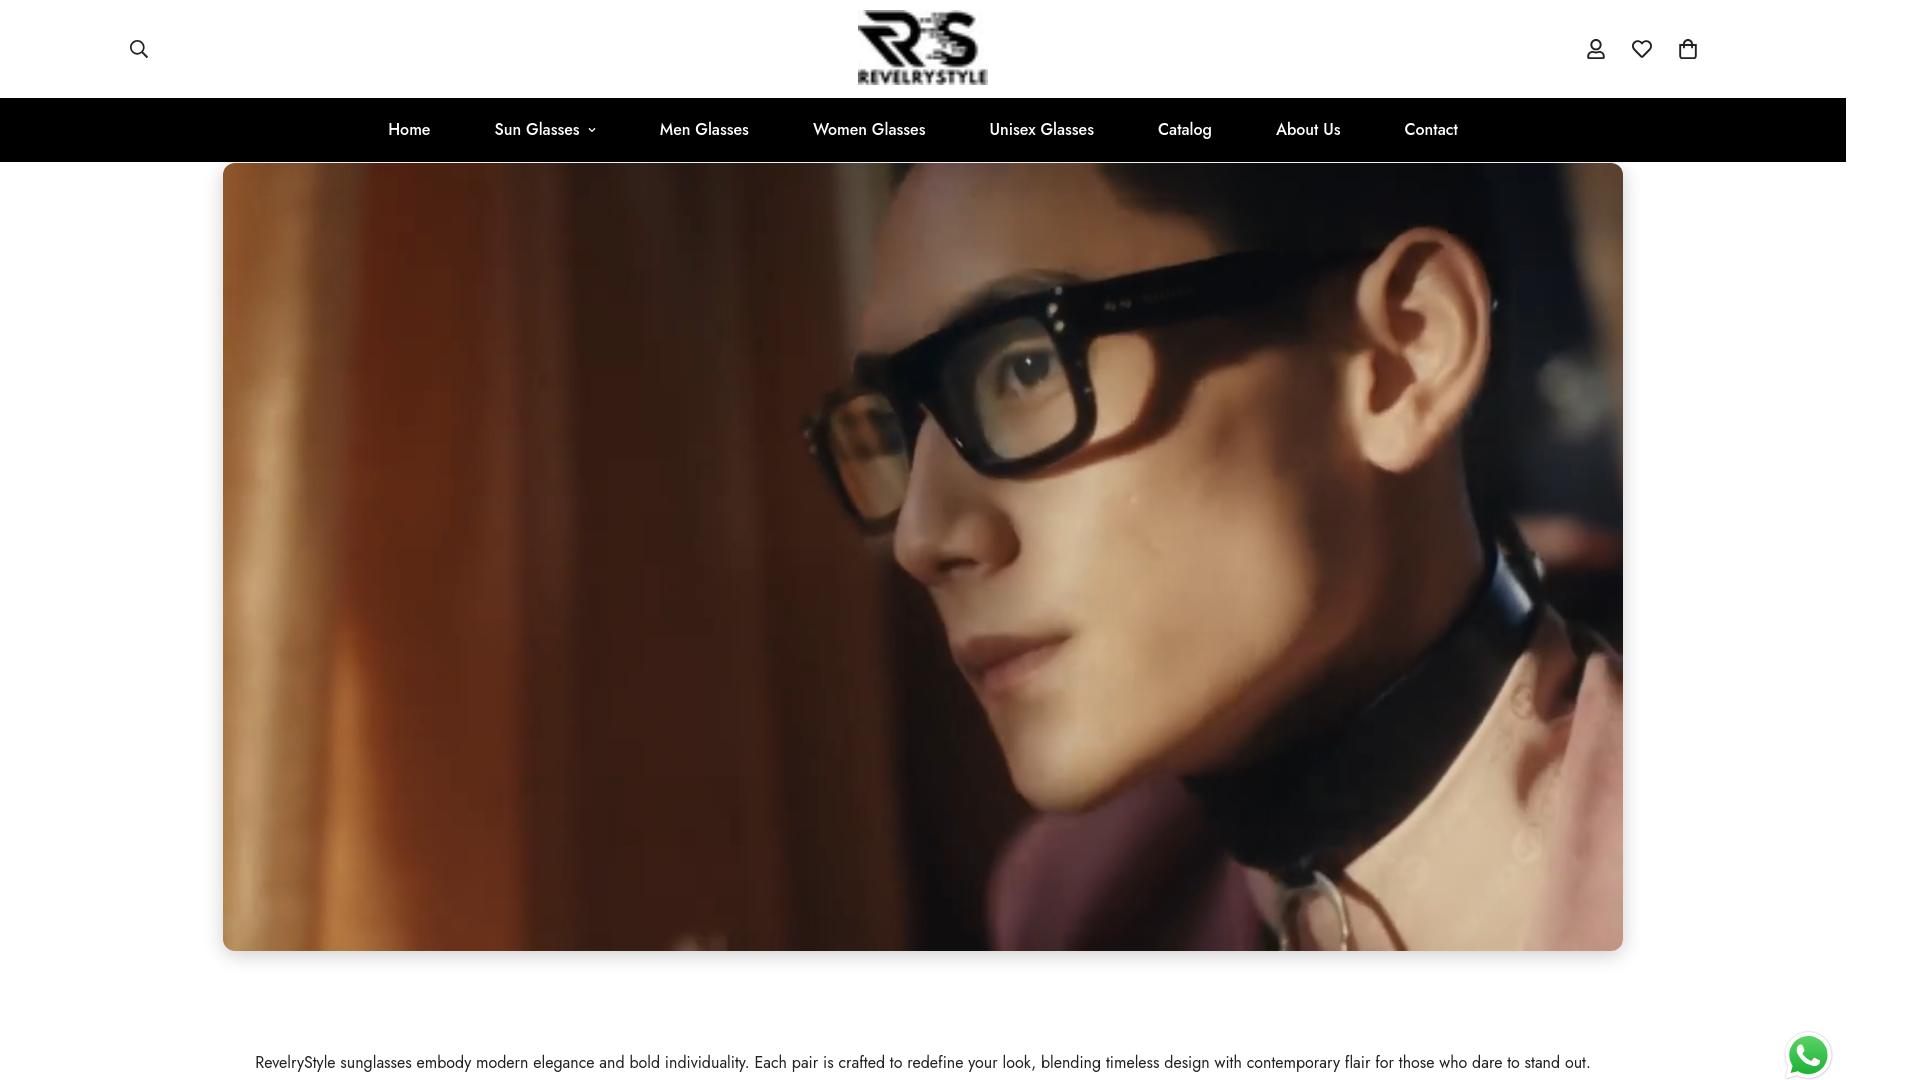 RS
REVELRYSTYLE
Home
Sun Glasses
Men Glasses
Women Glasses
Unisex Glasses
Catalog
About Us
Contact
RevelryStyle sunglasses embody modern elegance and bold individuality. Each pair is crafted to redefine your look, blending timeless design with contemporary flair for those who dare to stand out.